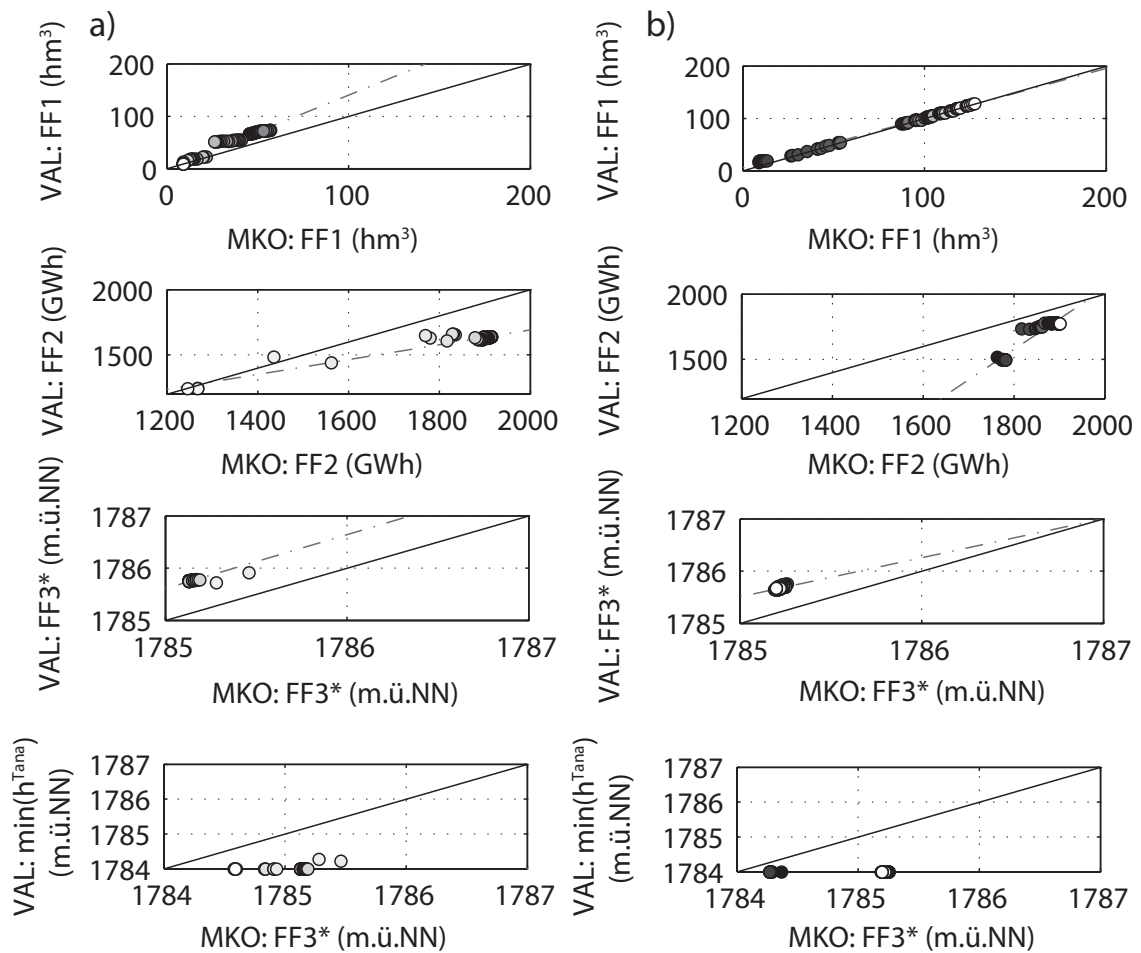 a)
VAL: FF1 (hm³)
200
100
0
0 100 200
MKO: FF1 (hm³)
VAL: FF2 (GWh)
2000
1500
1200 1400 1600 1800 2000
MKO: FF2 (GWh)
VAL: FF3* (m.ü.NN)
1787
1786
1785
1785 1786 1787
MKO: FF3* (m.ü.NN)
VAL: min(h^Tana)
(m.ü.NN)
1787
1786
1785
1784
1784 1785 1786 1787
MKO: FF3* (m.ü.NN)
b)
VAL: FF1 (hm³)
200
100
0
0 100 200
MKO: FF1 (hm³)
VAL: FF2 (GWh)
2000
1500
1200 1400 1600 1800 2000
MKO: FF2 (GWh)
VAL: FF3* (m.ü.NN)
1787
1786
1785
1785 1786 1787
MKO: FF3* (m.ü.NN)
VAL: min(h^Tana)
(m.ü.NN)
1787
1786
1785
1784
1784 1785 1786 1787
MKO: FF3* (m.ü.NN)